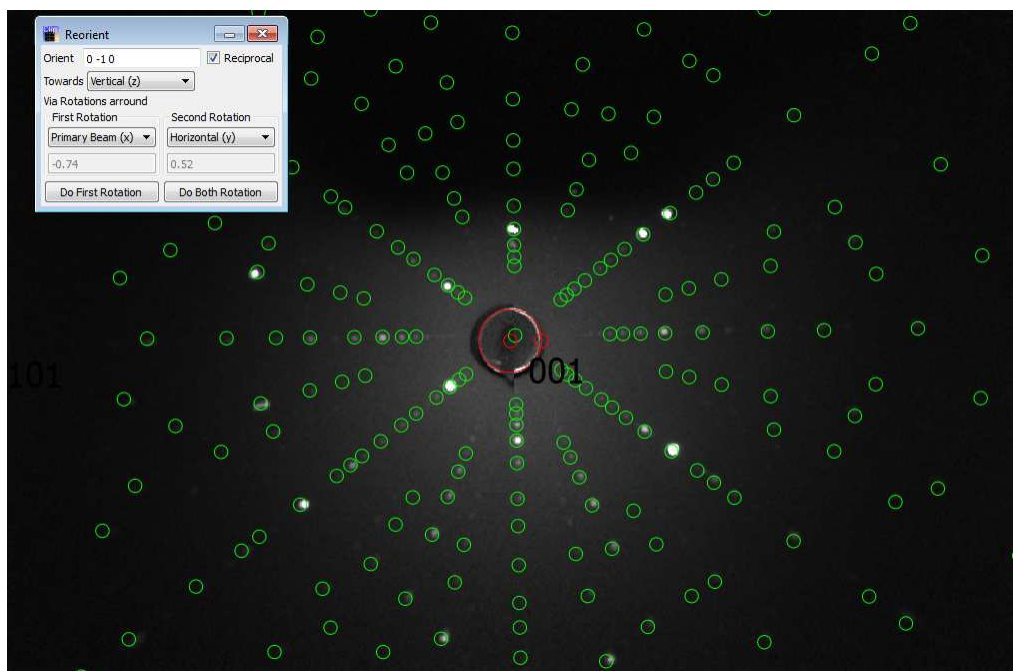 Reorient
Orient 0 -1 0 Reciprocal
Towards Vertical (z)
Via Rotations arround
First Rotation Second Rotation
Primary Beam (x) Horizontal (y)
-0.74 0.52
Do First Rotation Do Both Rotation
001
101